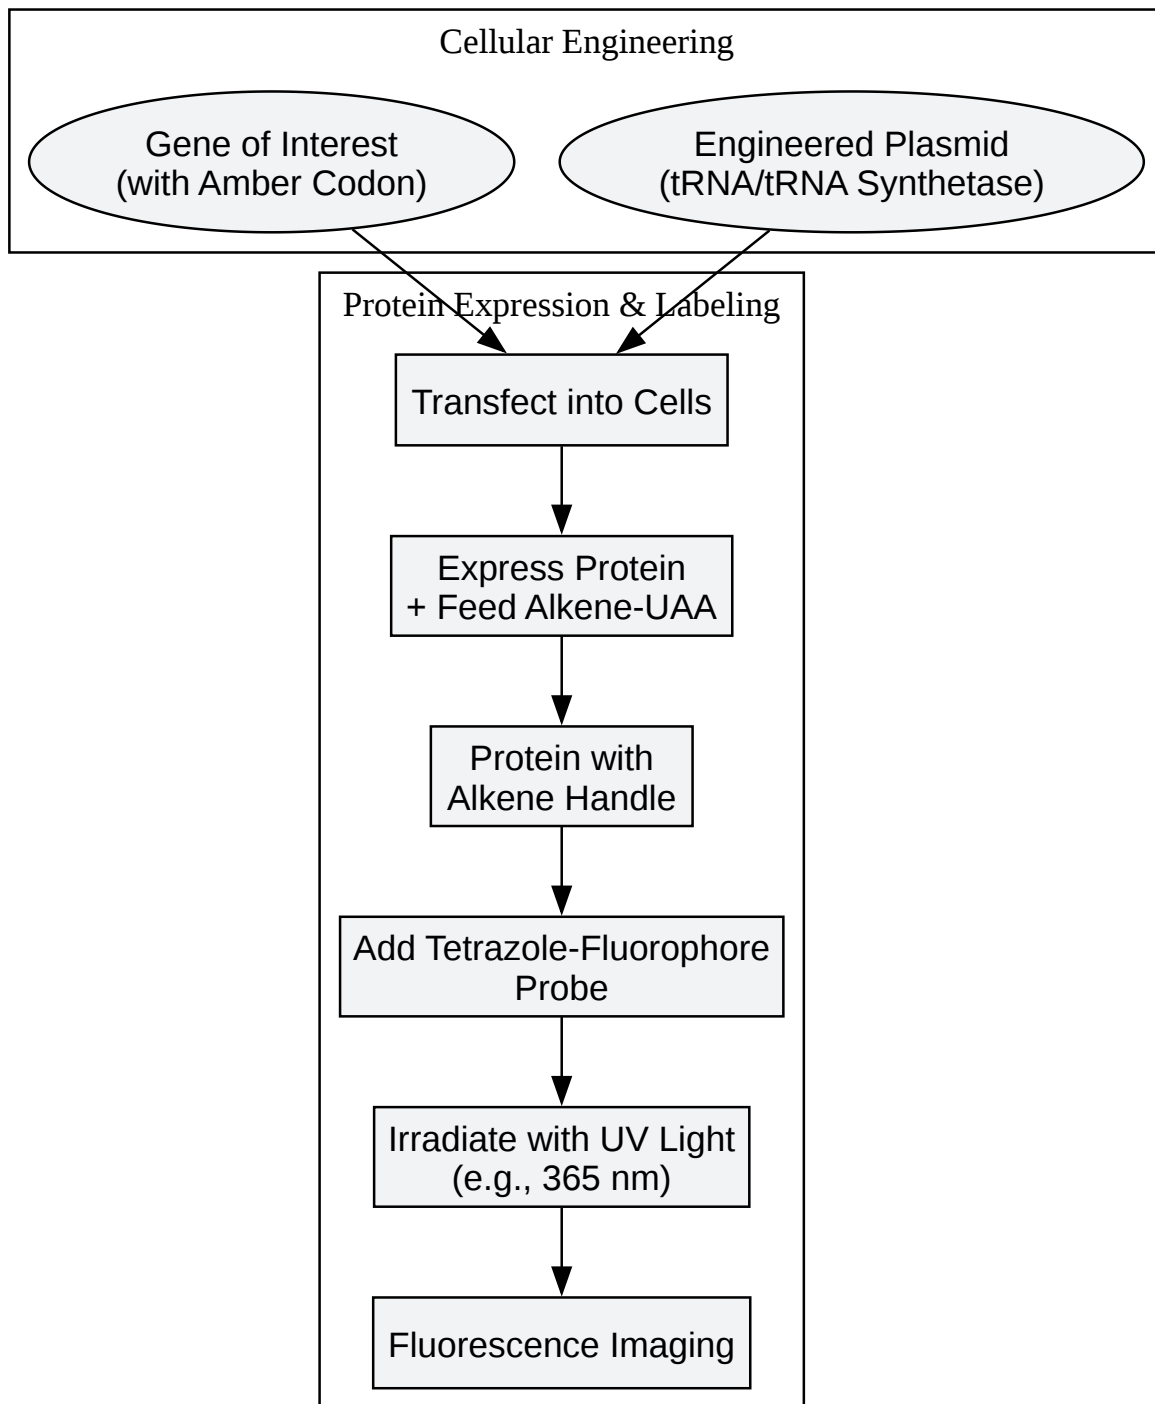 Cellular Engineering
Gene of Interest
(with Amber Codon)
Engineered Plasmid
(tRNA/tRNA Synthetase)
Protein Expression & Labeling
Transfect into Cells
Express Protein
+ Feed Alkene-UAA
Protein with
Alkene Handle
Add Tetrazole-Fluorophore
Probe
Irradiate with UV Light
(e.g., 365 nm)
Fluorescence Imaging